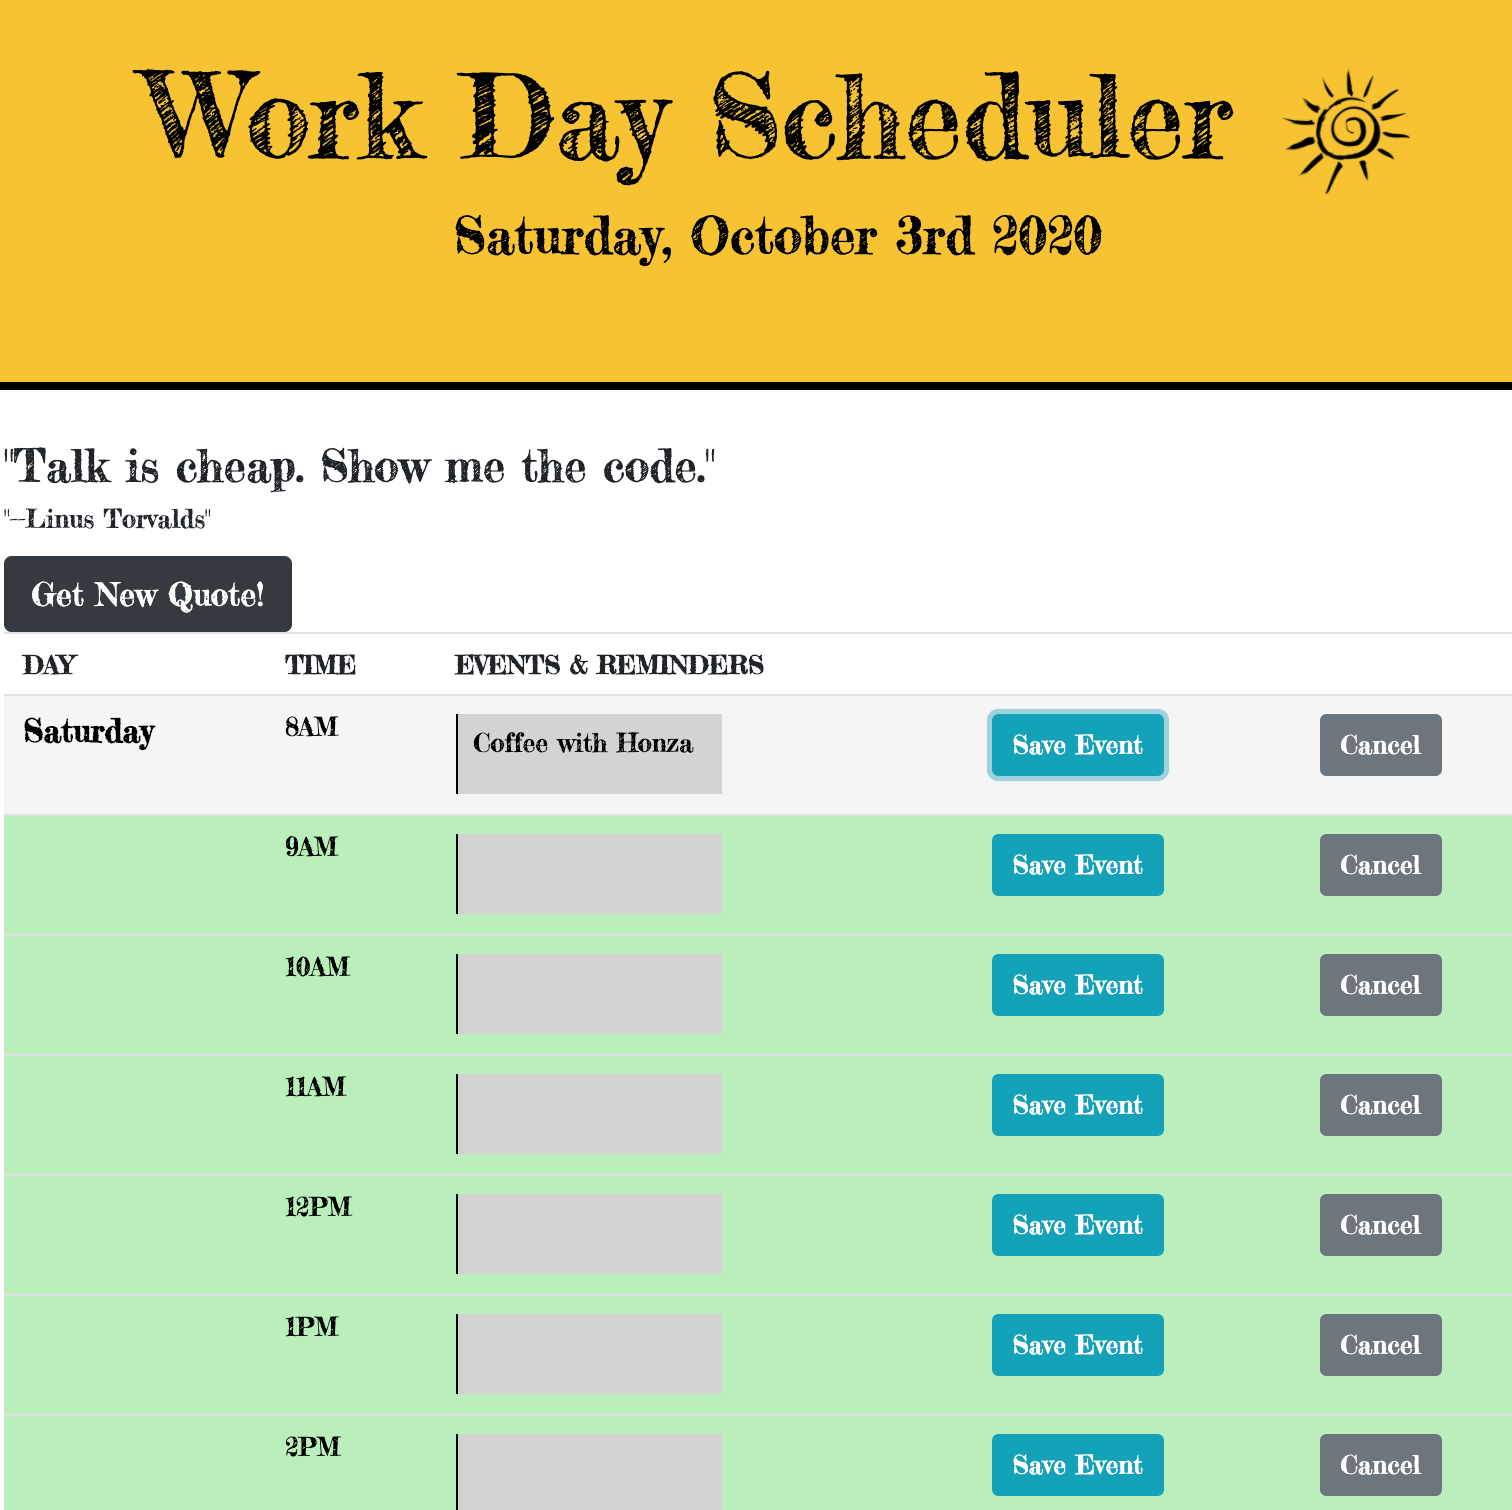 Work Day Scheduler
Saturday, October 3rd 2020
"Talk is cheap. Show me the code."
"--Linus Torvalds"
Get New Quote!
DAY TIME EVENTS & REMINDERS
Saturday 8AM Coffee with Honza Save Event Cancel
9AM Save Event Cancel
10AM Save Event Cancel
11AM Save Event Cancel
12PM Save Event Cancel
1PM Save Event Cancel
2PM Save Event Cancel